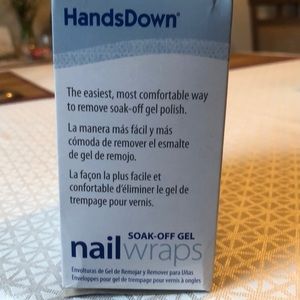 HandsDown®
The easiest, most comfortable way
to remove soak-off gel polish.
La manera más fácil y más
cómoda de remover el esmalte
de gel de remojo.
La façon la plus facile et
confortable d'éliminer le gel de
trempage pour vernis.
SOAK-OFF GEL
nailwraps
Envolturas de Gel de Remojar y Remover para Uñas
Enveloppes pour gel de trempage pour vernis à ongles